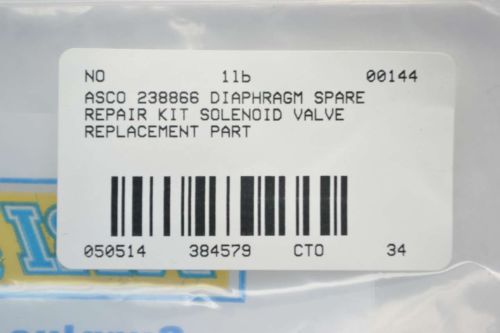 NO 1lb 00144
ASCO 238866 DIAPHRAGM SPARE
REPAIR KIT SOLENOID VALVE
REPLACEMENT PART
050514 384579 CTO 34